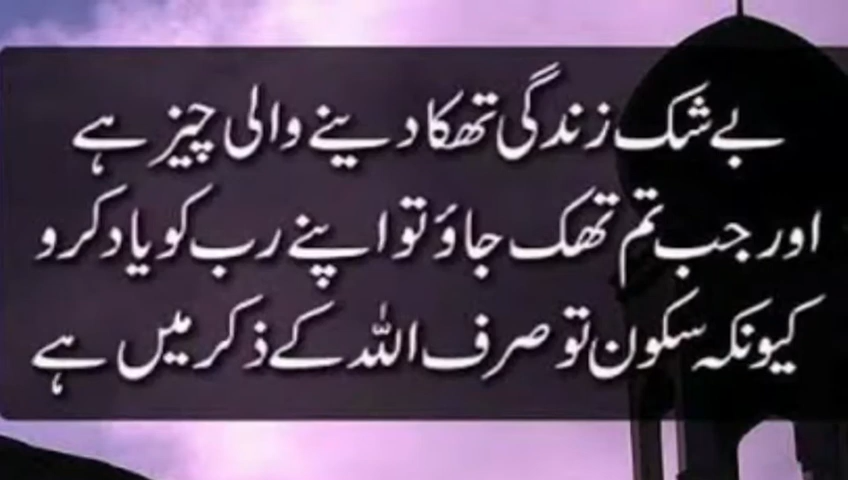 بے شک زندگی تھکا دینے والی چیز ہے
اور جب تم تھک جاؤ تو اپنے رب کو یاد کرو
کیونکہ سکون تو صرف اللہ کے ذکر میں ہے